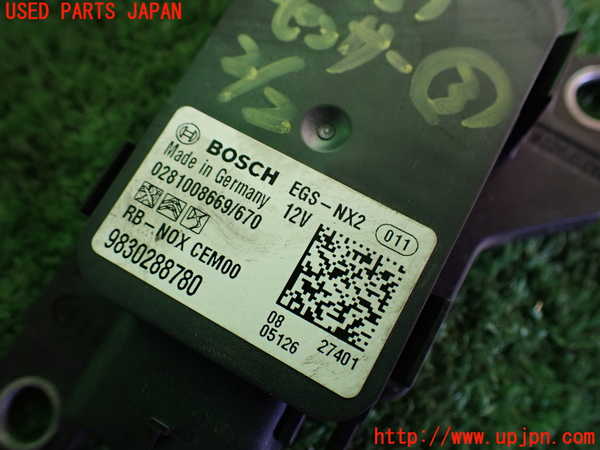 USED PARTS JAPAN
BOSCH
Made in Germany
0281008669/670
RB-NOX CEM00
9830288780
EGS-NX2
12V
011
08
05126
27401
http://www.upjpn.com/